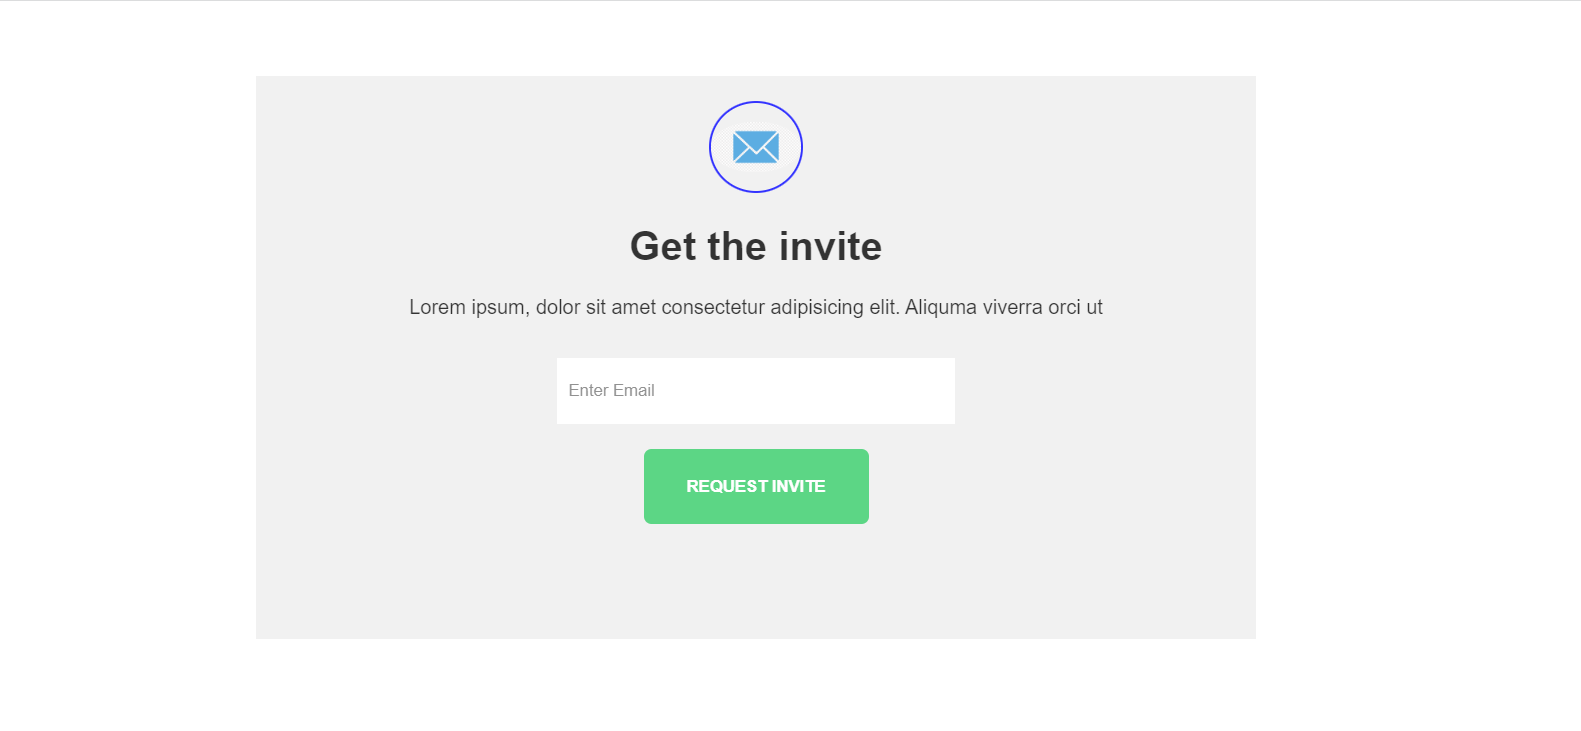 Get the invite
Lorem ipsum, dolor sit amet consectetur adipisicing elit. Aliquma viverra orci ut
Enter Email
REQUEST INVITE